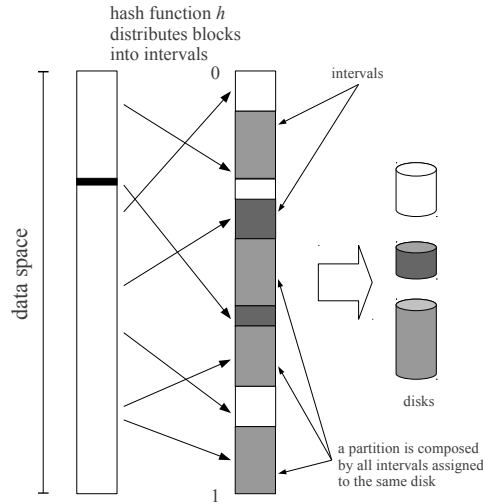 hash function h
distributes blocks
into intervals
0
intervals
data space
disks
a partition is composed
by all intervals assigned
to the same disk
1